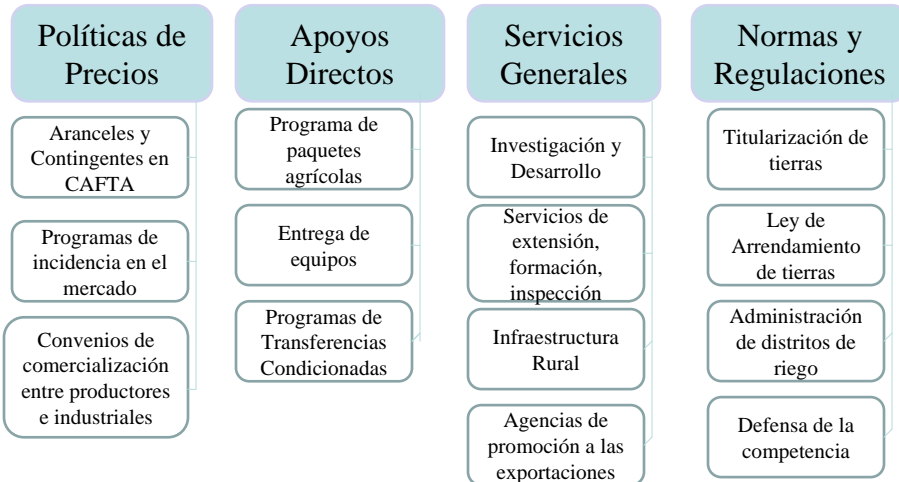 Políticas de
Precios
Aranceles y
Contingentes en
CAFTA
Programas de
incidencia en el
mercado
Convenios de
comercialización
entre productores
e industriales
Apoyos
Directos
Programa de
paquetes
agrícolas
Entrega de
equipos
Programas de
Transferencias
Condicionadas
Servicios
Generales
Investigación y
Desarrollo
Servicios de
extensión,
formación,
inspección
Infraestructura
Rural
Agencias de
promoción a las
exportaciones
Normas y
Regulaciones
Titularización de
tierras
Ley de
Arrendamiento
de tierras
Administración
de distritos de
riego
Defensa de la
competencia